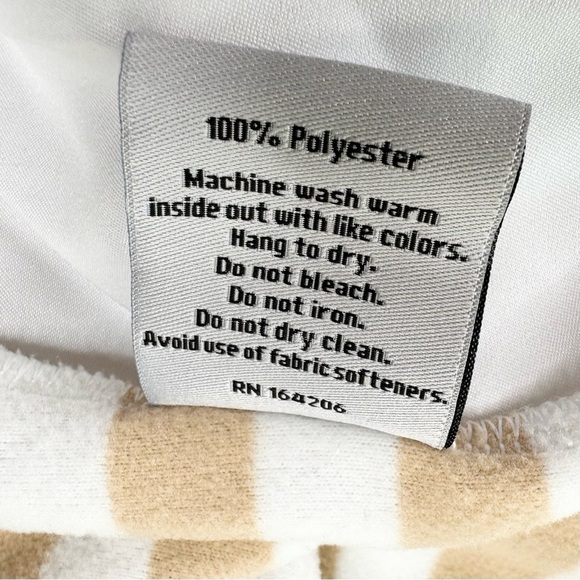 100% Polyester
Machine wash warm
inside out with like colors.
Hang to dry.
Do not bleach.
Do not iron.
Do not dry clean.
Avoid use of fabric softeners.
RN 164206